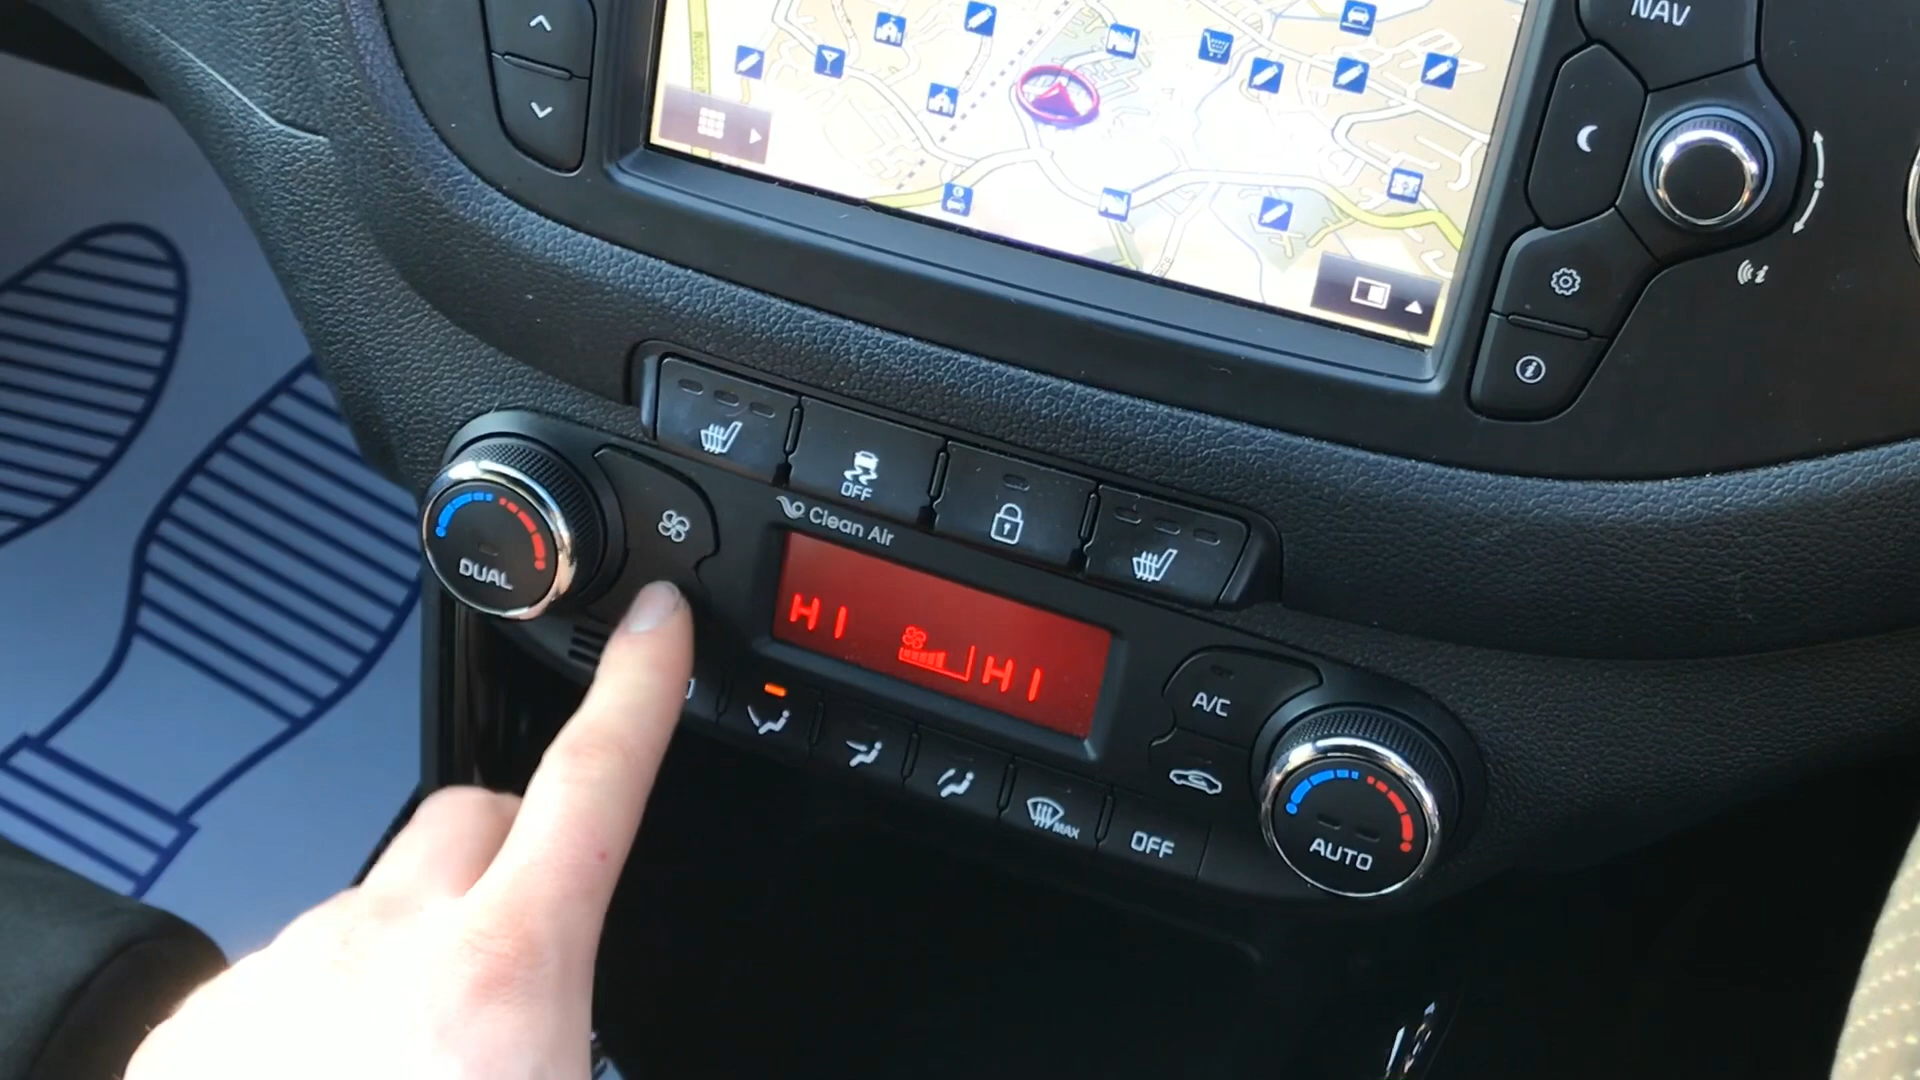 NAV
OFF
Clean Air
DUAL
HI
HI
A/C
MAX
OFF
AUTO